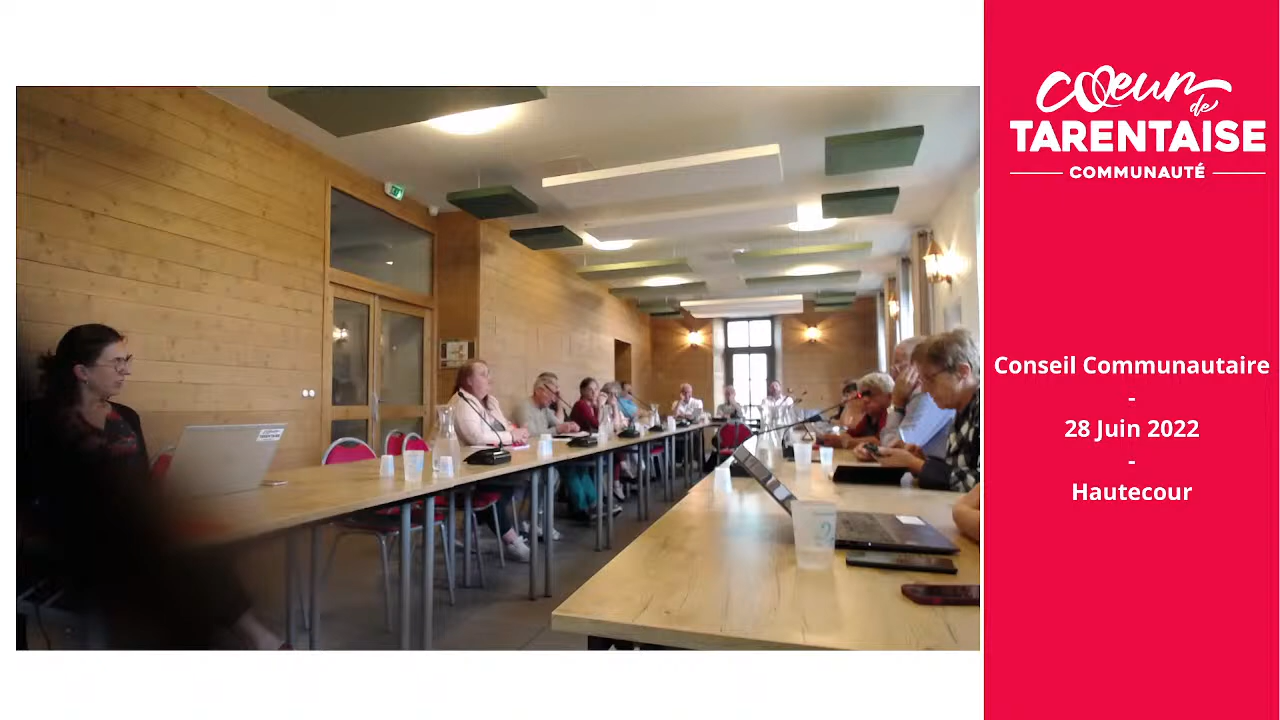 cœur
de
TARENTAISE
COMMUNAUTÉ
Conseil Communautaire
-
28 Juin 2022
-
Hautecour